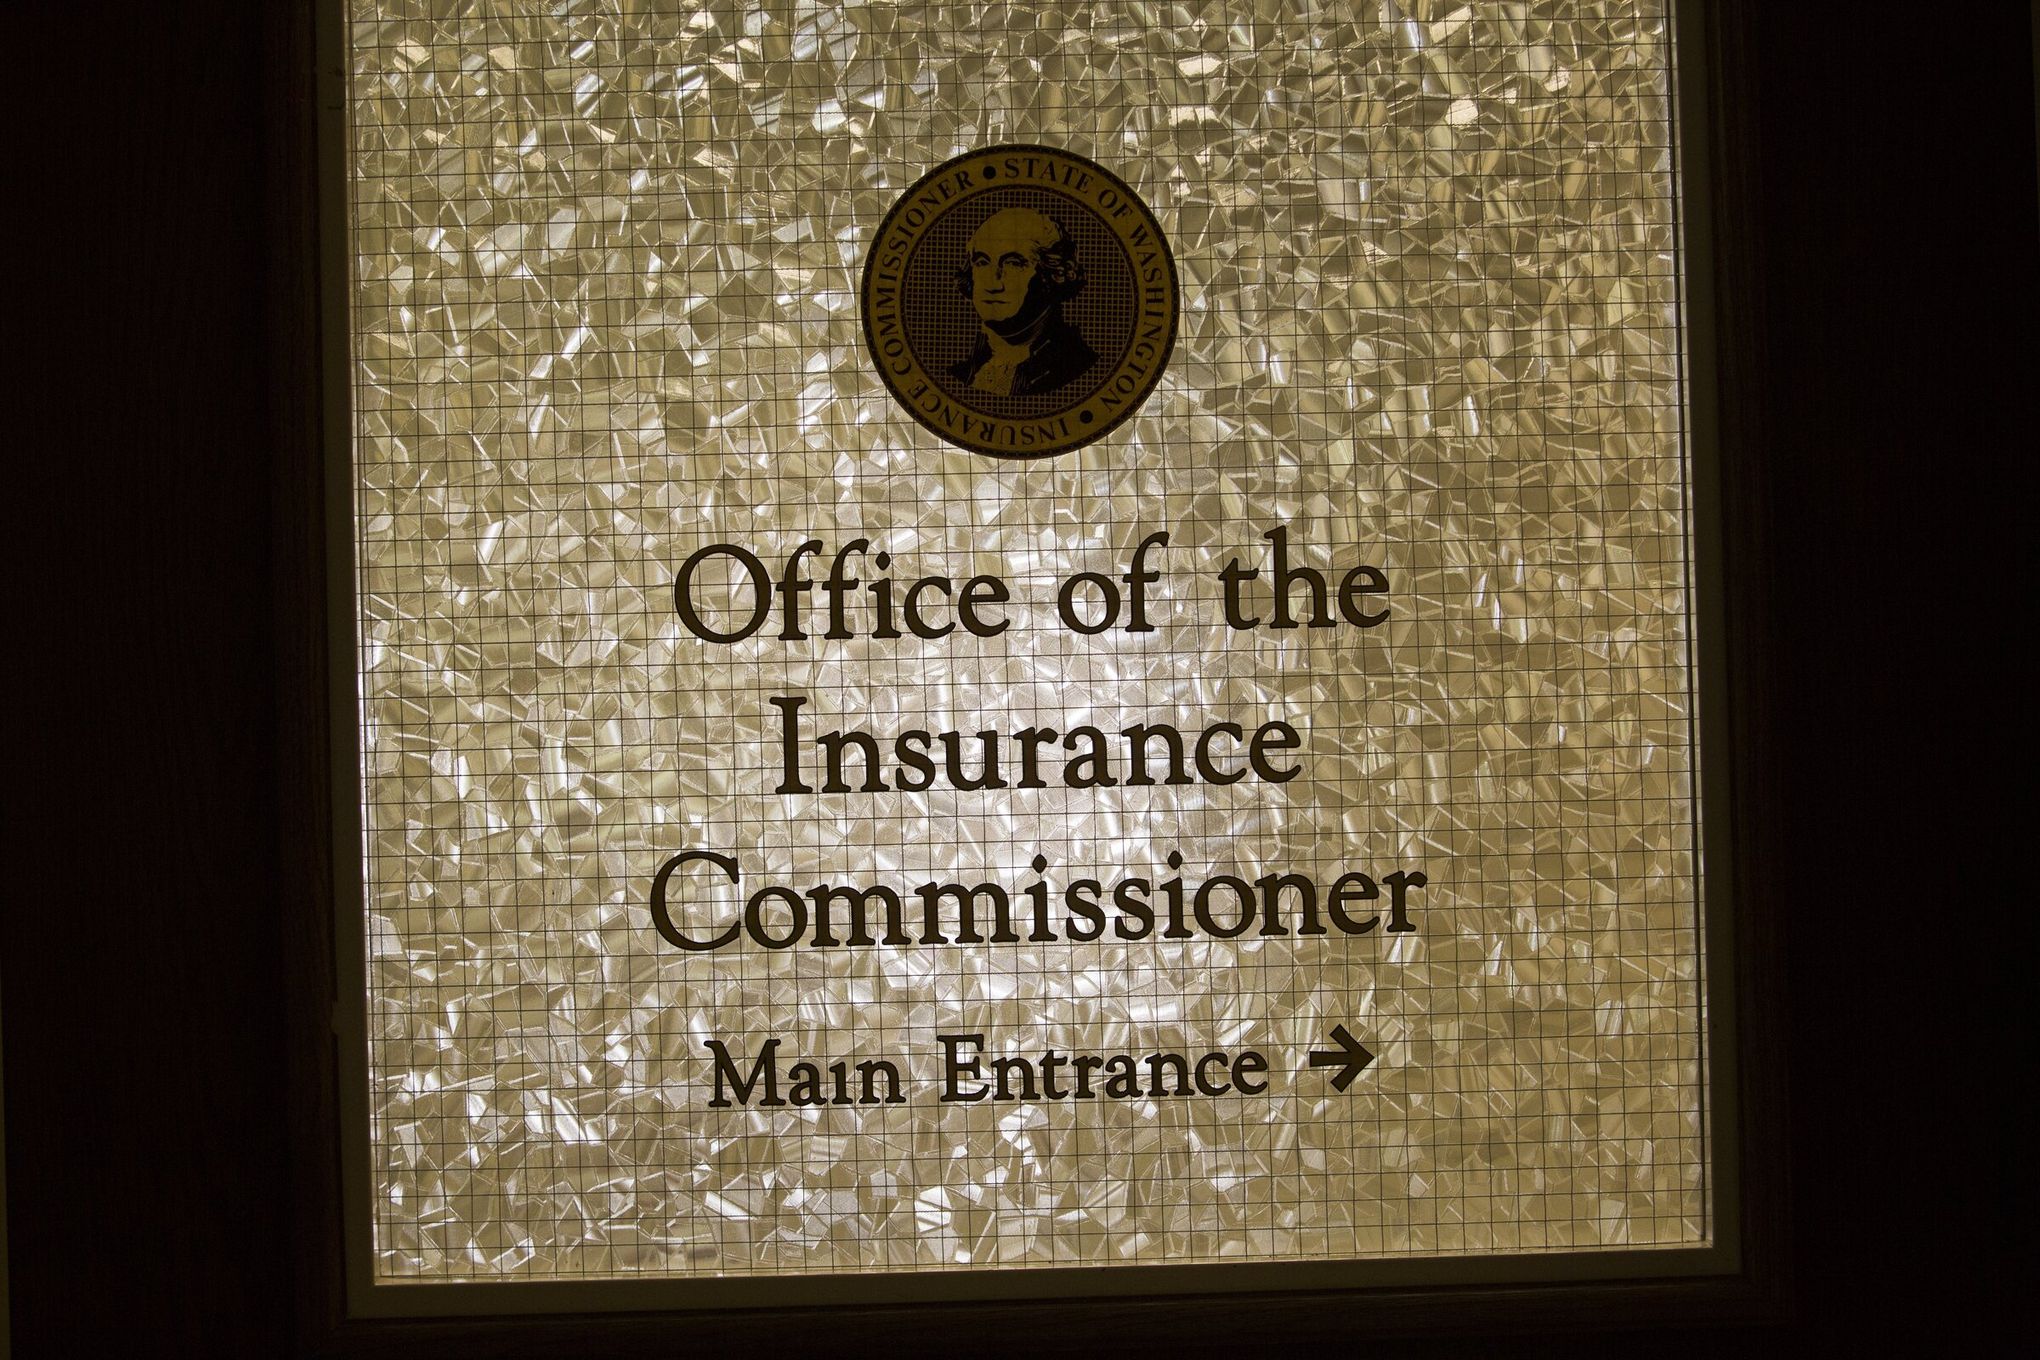 STATE OF WASHINGTON • INSURANCE COMMISSIONER •
Office of the
Insurance
Commissioner
Main Entrance →